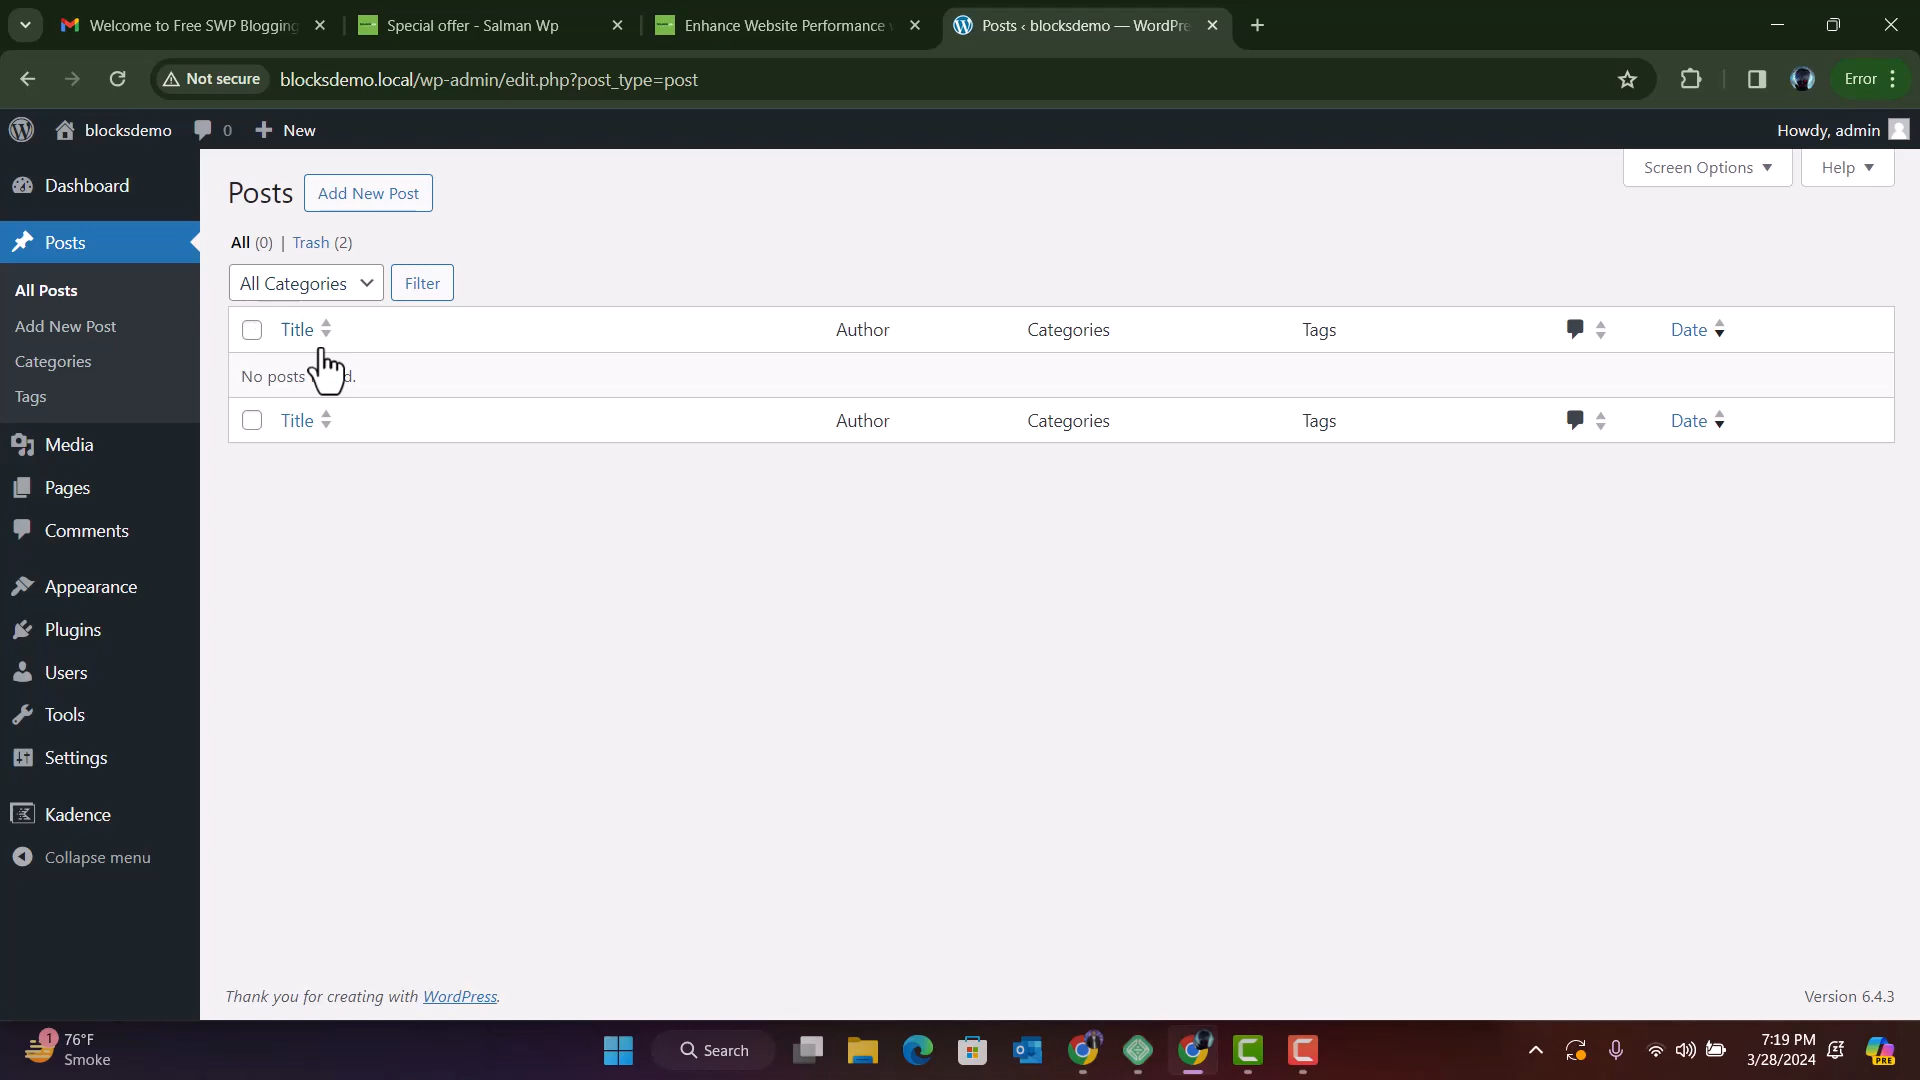 Welcome to Free SWP Blogging
Special offer - Salman Wp
Enhance Website Performance
Posts ‹ blocksdemo — WordPre
Not secure
blocksdemo.local/wp-admin/edit.php?post_type=post
Error
blocksdemo
0
New
Howdy, admin
Dashboard
Posts
All Posts
Add New Post
Categories
Tags
Media
Pages
Comments
Appearance
Plugins
Users
Tools
Settings
Kadence
Collapse menu
Posts
Add New Post
Screen Options
Help
All (0) | Trash (2)
All Categories
Filter
Title Author Categories Tags Date
No posts
Title Author Categories Tags Date
Thank you for creating with WordPress.
Version 6.4.3
1
76°F
Smoke
Search
7:19 PM
3/28/2024
PRE